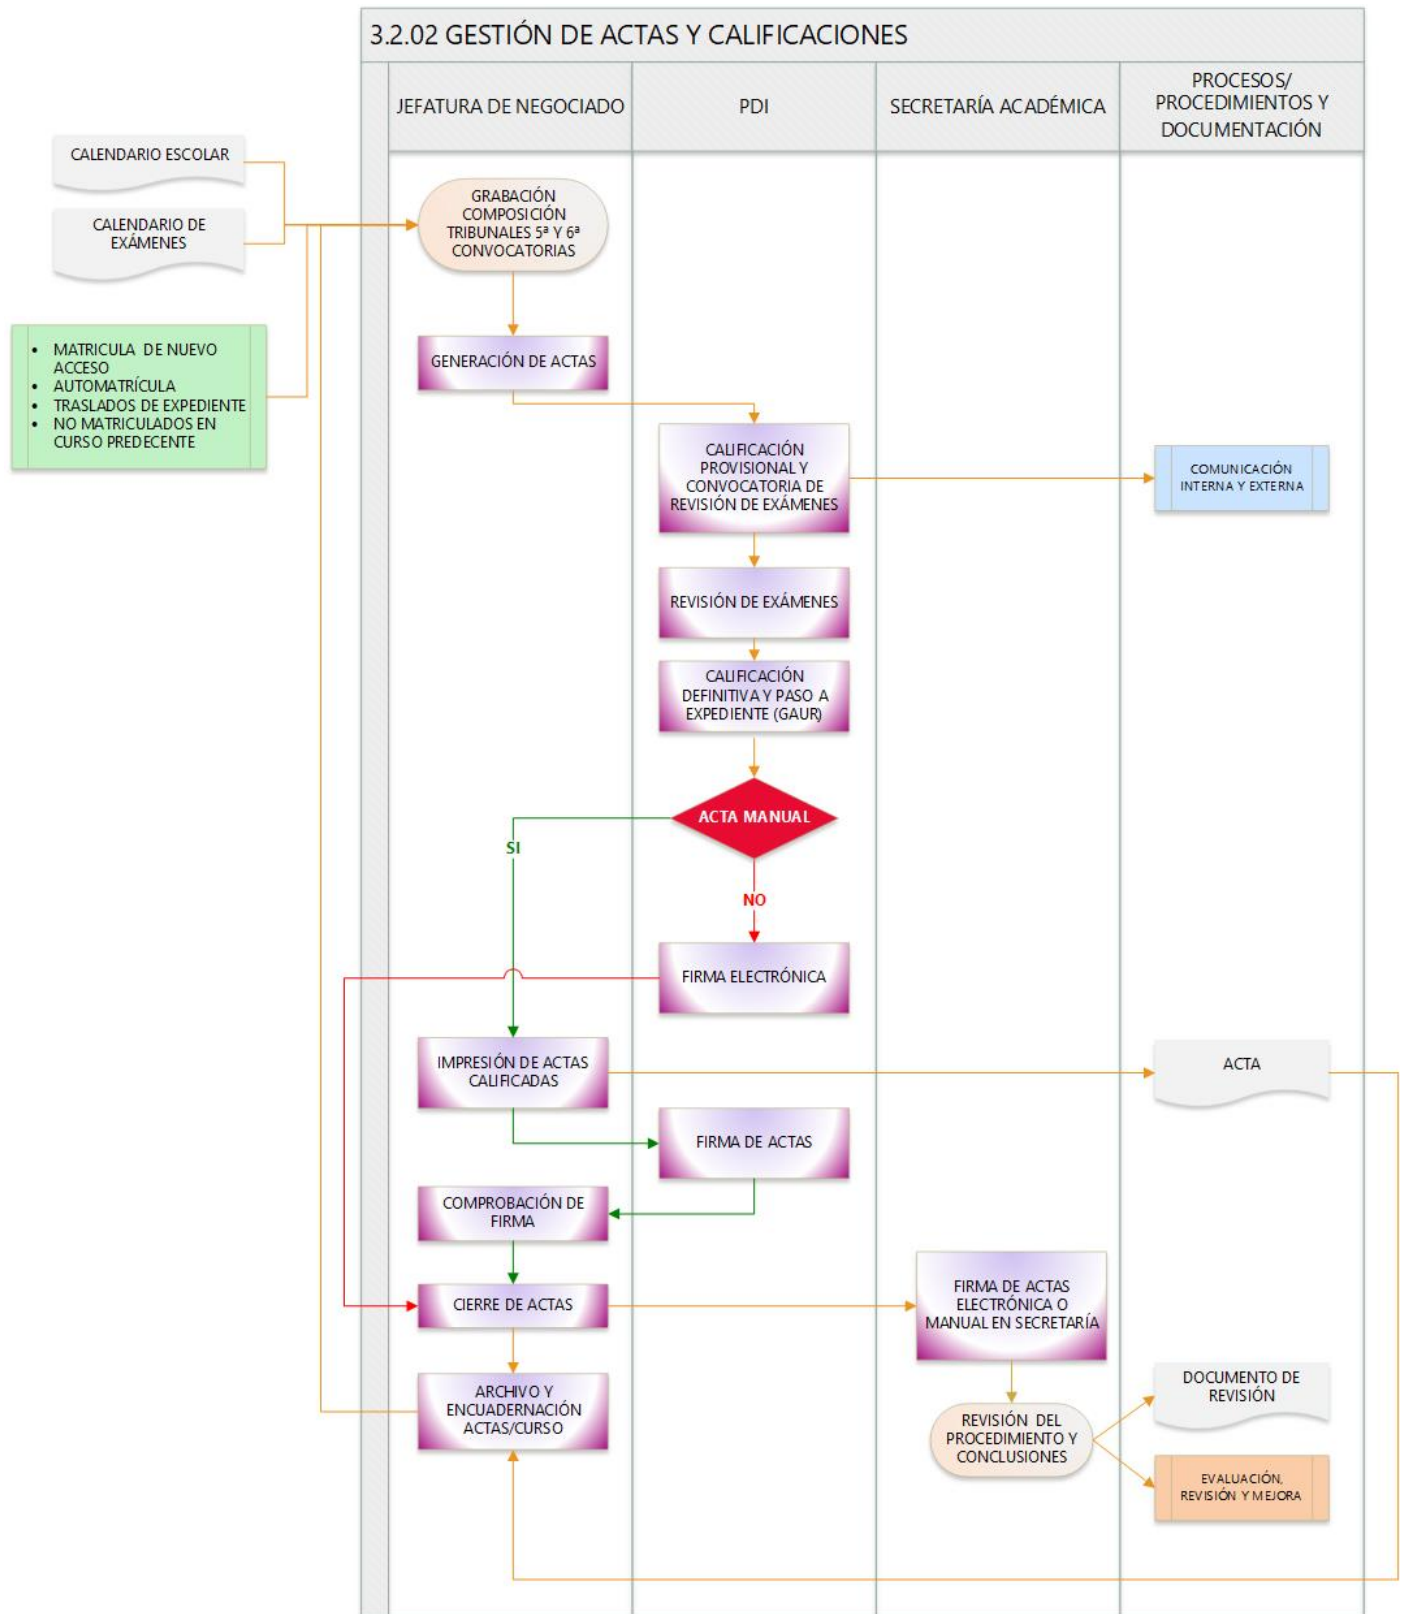 3.2.02 GESTIÓN DE ACTAS Y CALIFICACIONES
JEFATURA DE NEGOCIADO
PDI
SECRETARÍA ACADÉMICA
PROCESOS/
PROCEDIMIENTOS Y
DOCUMENTACIÓN
CALENDARIO ESCOLAR
CALENDARIO DE
EXÁMENES
• MATRICULA DE NUEVO
ACCESO
• AUTOMATRÍCULA
• TRASLADOS DE EXPEDIENTE
• NO MATRICULADOS EN
CURSO PREDECENTE
GRABACIÓN
COMPOSICIÓN
TRIBUNALES 5ª Y 6ª
CONVOCATORIAS
GENERACIÓN DE ACTAS
CALIFICACIÓN
PROVISIONAL Y
CONVOCATORIA DE
REVISIÓN DE EXÁMENES
COMUNICACIÓN
INTERNA Y EXTERNA
REVISIÓN DE EXÁMENES
CALIFICACIÓN
DEFINITIVA Y PASO A
EXPEDIENTE (GAUR)
ACTA MANUAL
SI
NO
FIRMA ELECTRÓNICA
IMPRESIÓN DE ACTAS
CALIFICADAS
ACTA
FIRMA DE ACTAS
COMPROBACIÓN DE
FIRMA
CIERRE DE ACTAS
FIRMA DE ACTAS
ELECTRÓNICA O
MANUAL EN SECRETARÍA
ARCHIVO Y
ENCUADERNACIÓN
ACTAS/CURSO
REVISIÓN DEL
PROCEDIMIENTO Y
CONCLUSIONES
DOCUMENTO DE
REVISIÓN
EVALUACIÓN,
REVISIÓN Y MEJORA